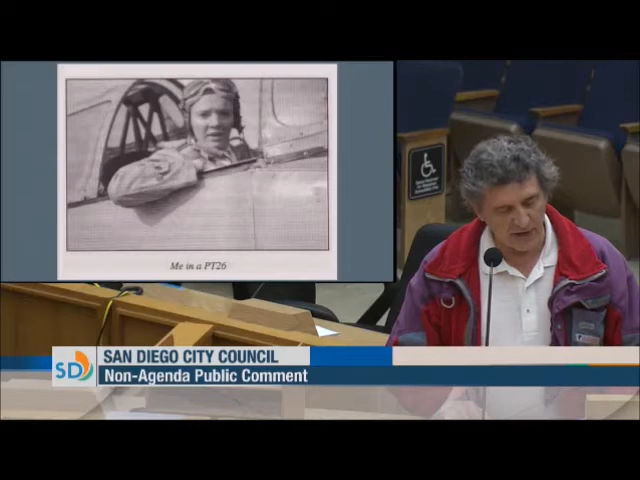 Me in a PT26
SAN DIEGO CITY COUNCIL
SD
Non-Agenda Public Comment